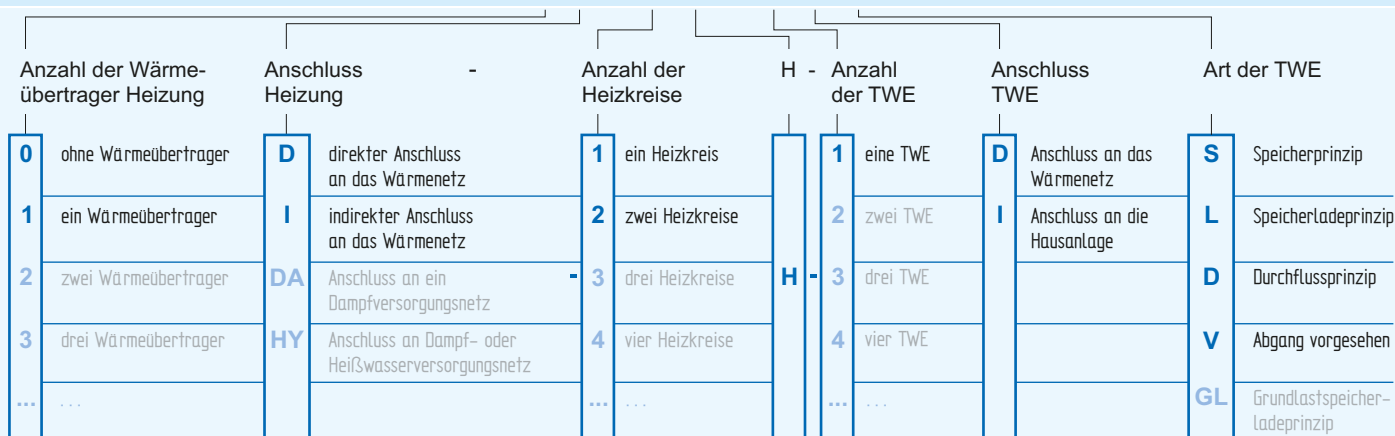 Anzahl der Wärme- Anschluss - Anzahl der H - Anzahl Anschluss Art der TWE
übertrager Heizung Heizung Heizkreise der TWE TWE
0 ohne Wärmeübertrager D direkter Anschluss 1 ein Heizkreis 1 eine TWE D Anschluss an das S Speicherprinzip
an das Wärmenetz Wärmenetz
1 ein Wärmeübertrager I indirekter Anschluss 2 zwei Heizkreise 2 zwei TWE I Anschluss an die L Speicherladeprinzip
an das Wärmenetz Hausanlage
2 zwei Wärmeübertrager DA Anschluss an ein - 3 drei Heizkreise H - 3 drei TWE D Durchflussprinzip
Dampfversorgungsnetz
3 drei Wärmeübertrager HY Anschluss an Dampf- oder 4 vier Heizkreise 4 vier TWE V Abgang vorgesehen
Heißwasserversorgungsnetz
... ... ... ... ... ... GL Grundlastspeicher-
ladeprinzip